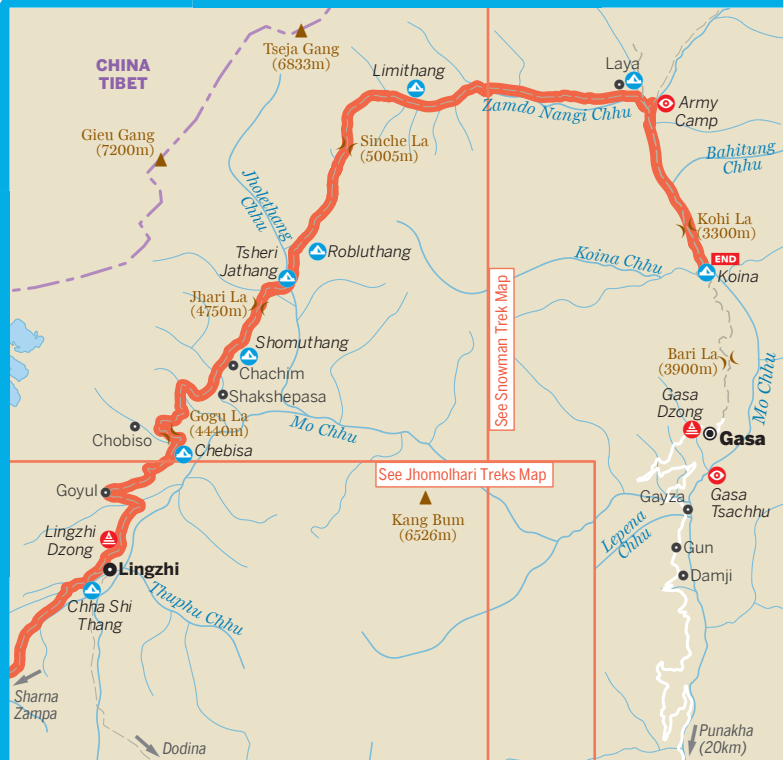 Tseja Gang
(6833m)
CHINA
TIBET
Limithang
Laya
Zamdo Nangi Chhu
Army
Camp
Gieu Gang
(7200m)
Sinche La
(5005m)
Bahitung
Chhu
Jholethang
Chhu
Kohi La
(3300m)
Tsheri
Jathang
Robluthang
Koina Chhu
END
Koina
Jhari La
(4750m)
See Snowman Trek Map
Shomuthang
Bari La
(3900m)
Mo Chhu
Chachim
Shakshepasa
Gasa
Dzong
Gogu La
(4440m)
Mo Chhu
Gasa
Chobiso
Chebisa
See Jhomolhari Treks Map
Goyul
Gasa
Tsachhu
Gayza
Kang Bum
(6526m)
Lingzhi
Dzong
Lepena
Chhu
Gun
Lingzhi
Damji
Chha Shi
Thang
Thuphu Chhu
Sharna
Zampa
Dodina
Punakha
(20km)